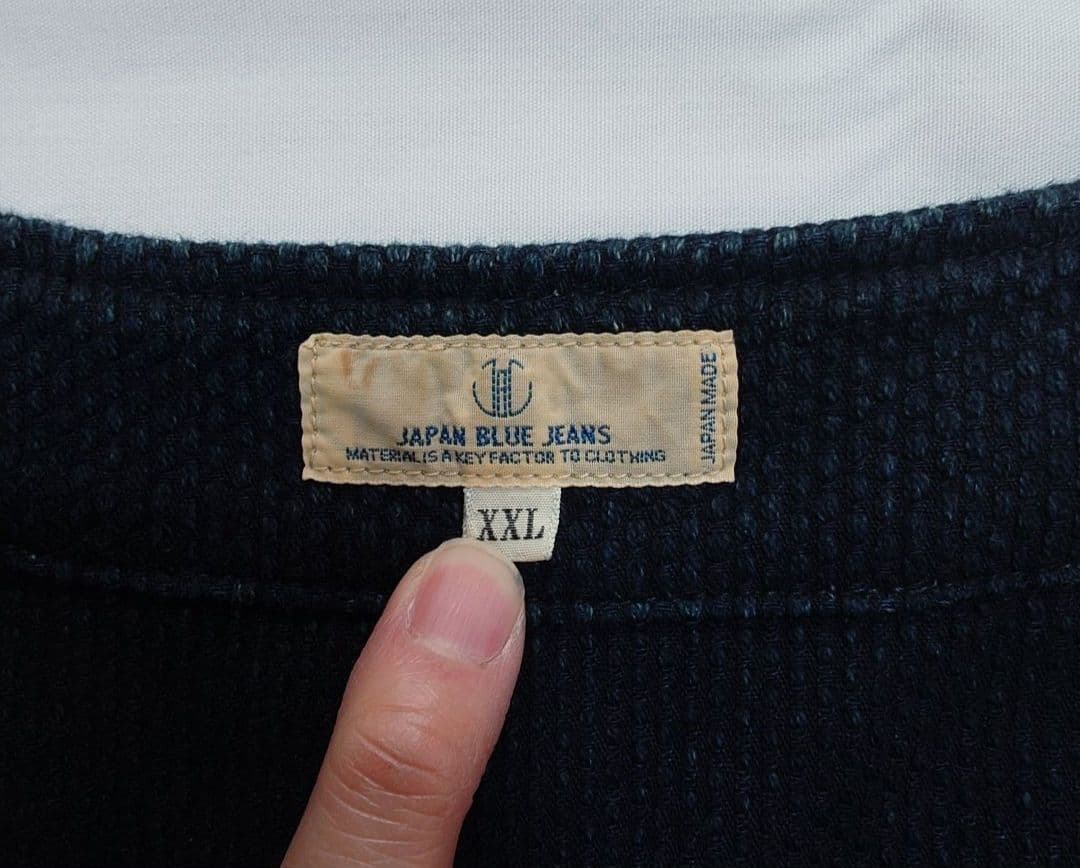 JAPAN BLUE JEANS
MATERIAL IS A KEY FACTOR TO CLOTHING
JAPAN MADE
XXL